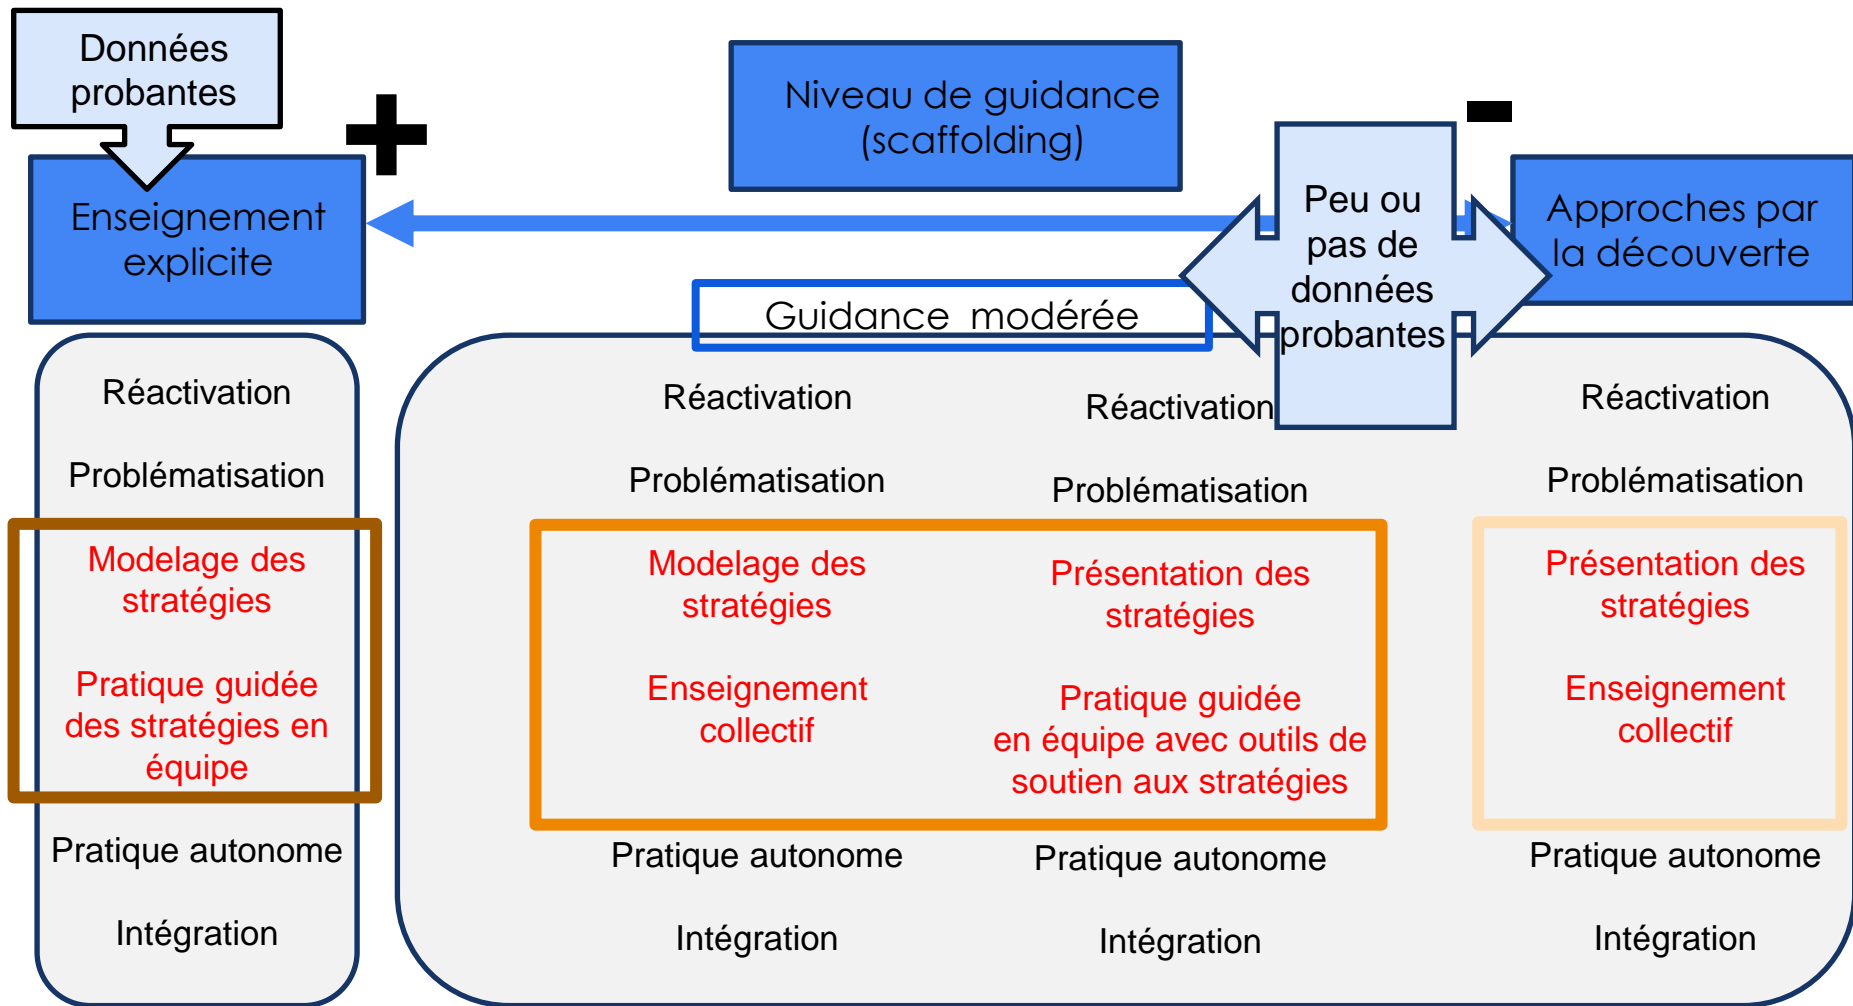 Données
probantes
+
Niveau de guidance
(scaffolding)
-
Enseignement
explicite
Peu ou
pas de
données
probantes
Approches par
la découverte
Guidance modérée
Réactivation
Problématisation
Modelage des
stratégies
Pratique guidée
des stratégies en
équipe
Pratique autonome
Intégration
Réactivation
Problématisation
Modelage des
stratégies
Enseignement
collectif
Pratique autonome
Intégration
Réactivation
Problématisation
Présentation des
stratégies
Pratique guidée
en équipe avec outils de
soutien aux stratégies
Pratique autonome
Intégration
Réactivation
Problématisation
Présentation des
stratégies
Enseignement
collectif
Pratique autonome
Intégration